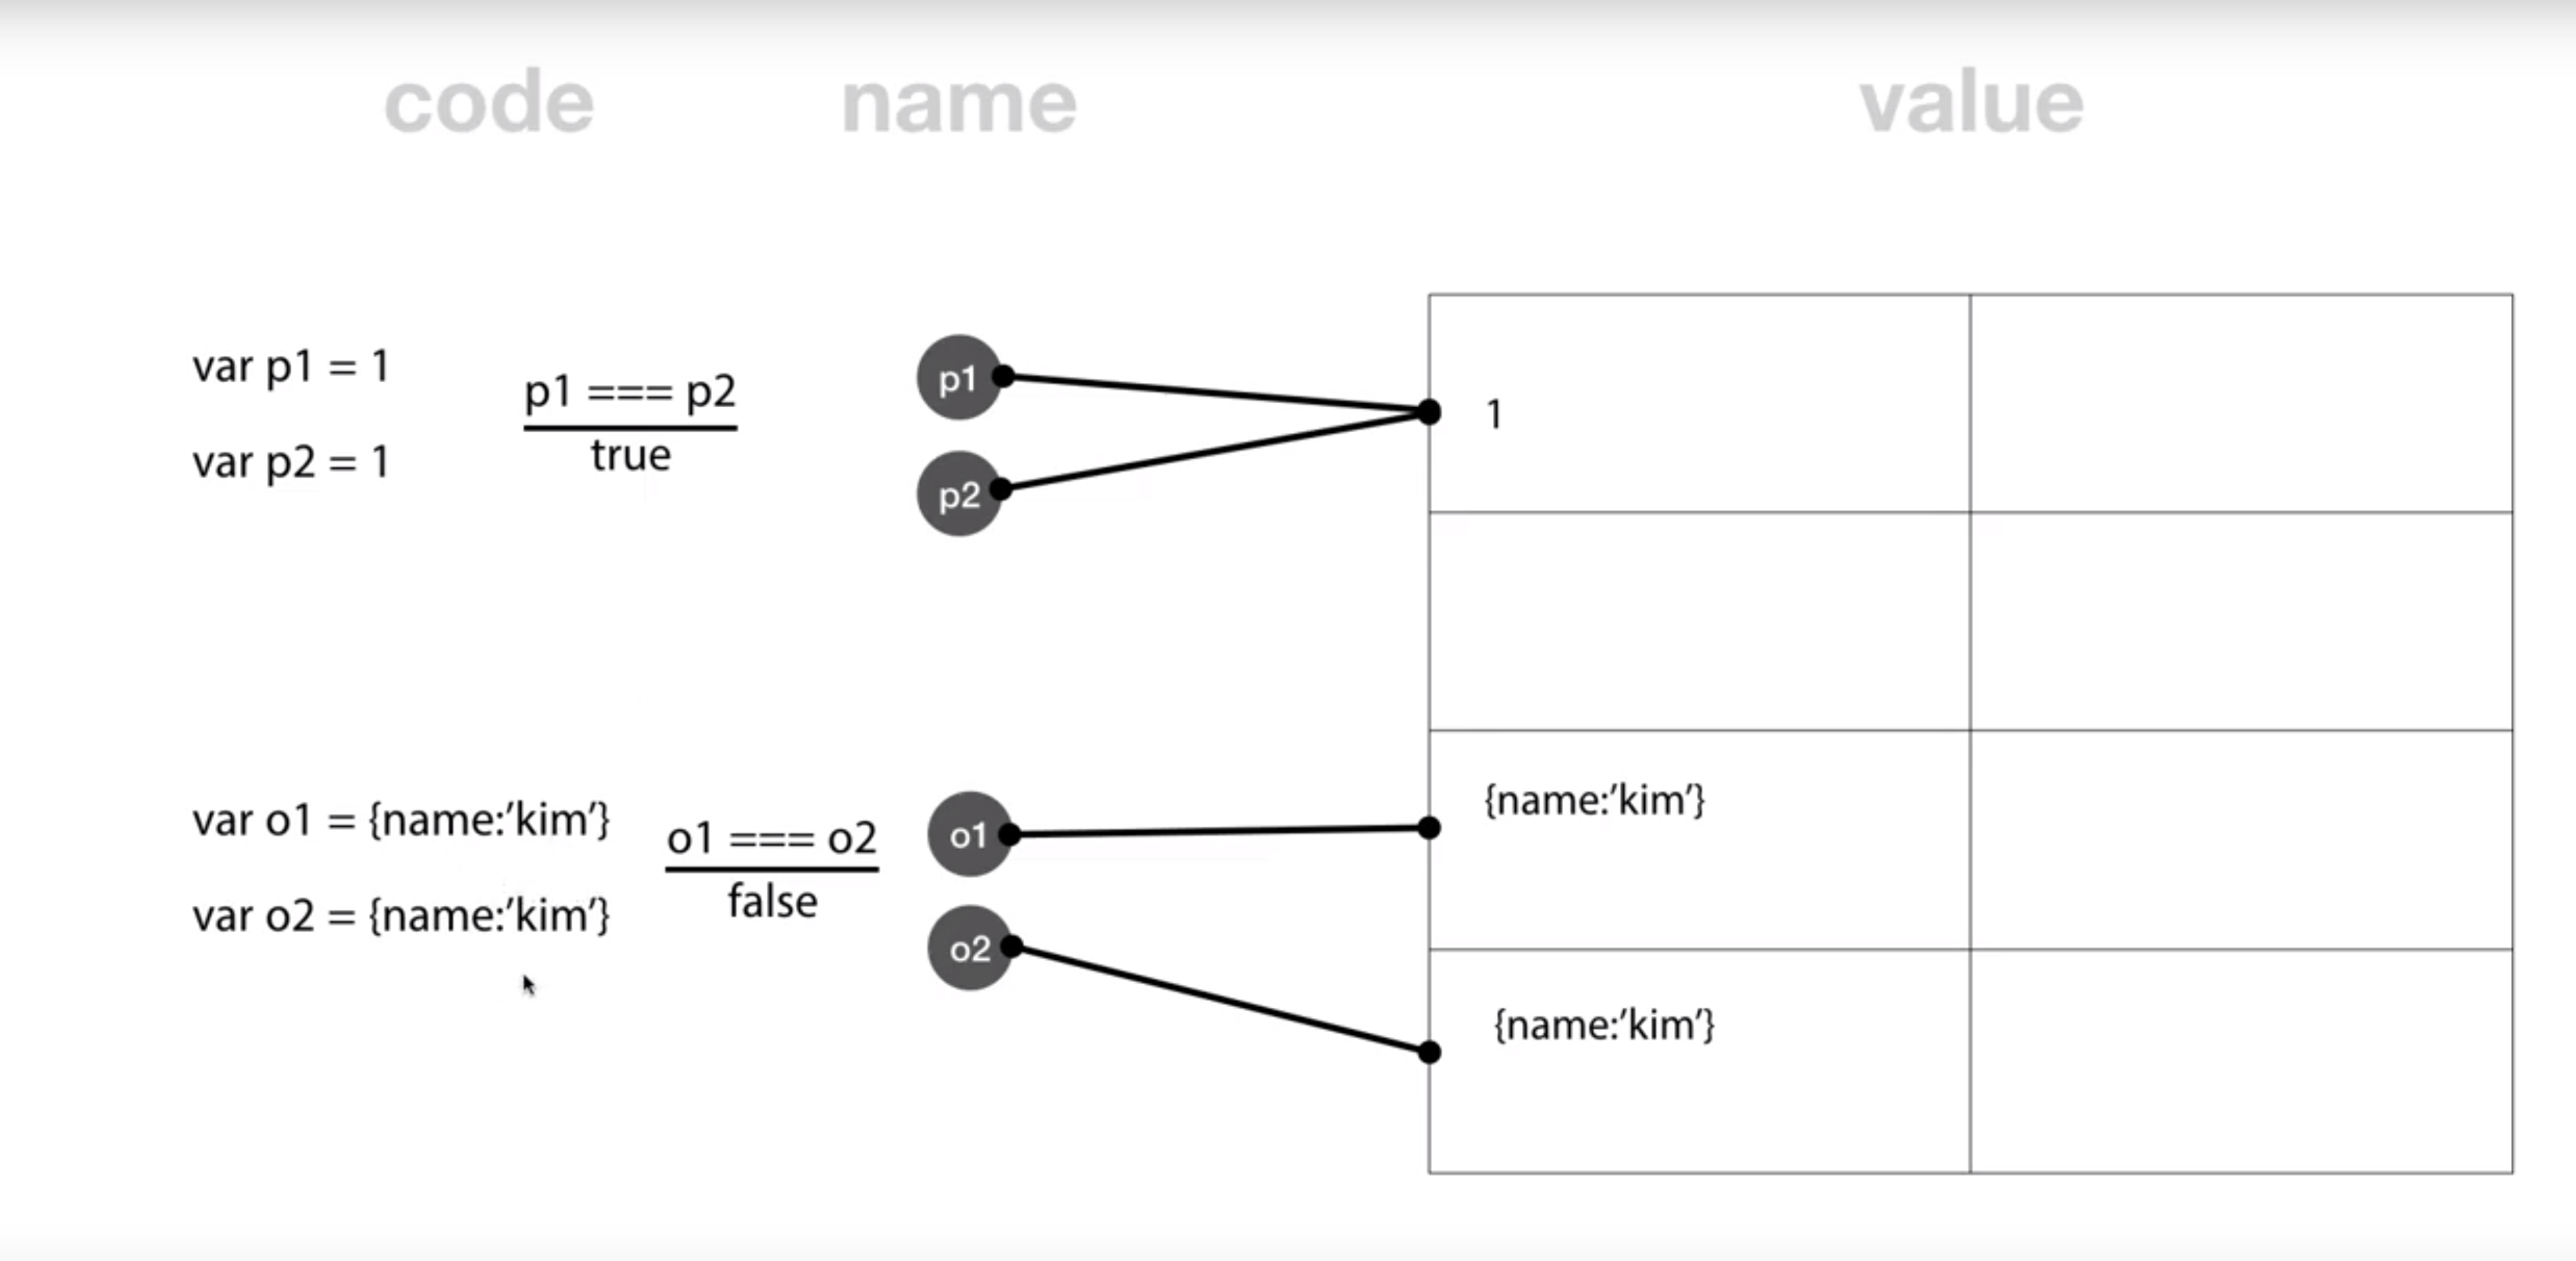 code name value
var p1 = 1
var p2 = 1
p1 === p2
true
p1
p2
1
var o1 = {name:’kim’}
var o2 = {name:’kim’}
o1 === o2
false
o1
o2
{name:’kim’}
{name:’kim’}